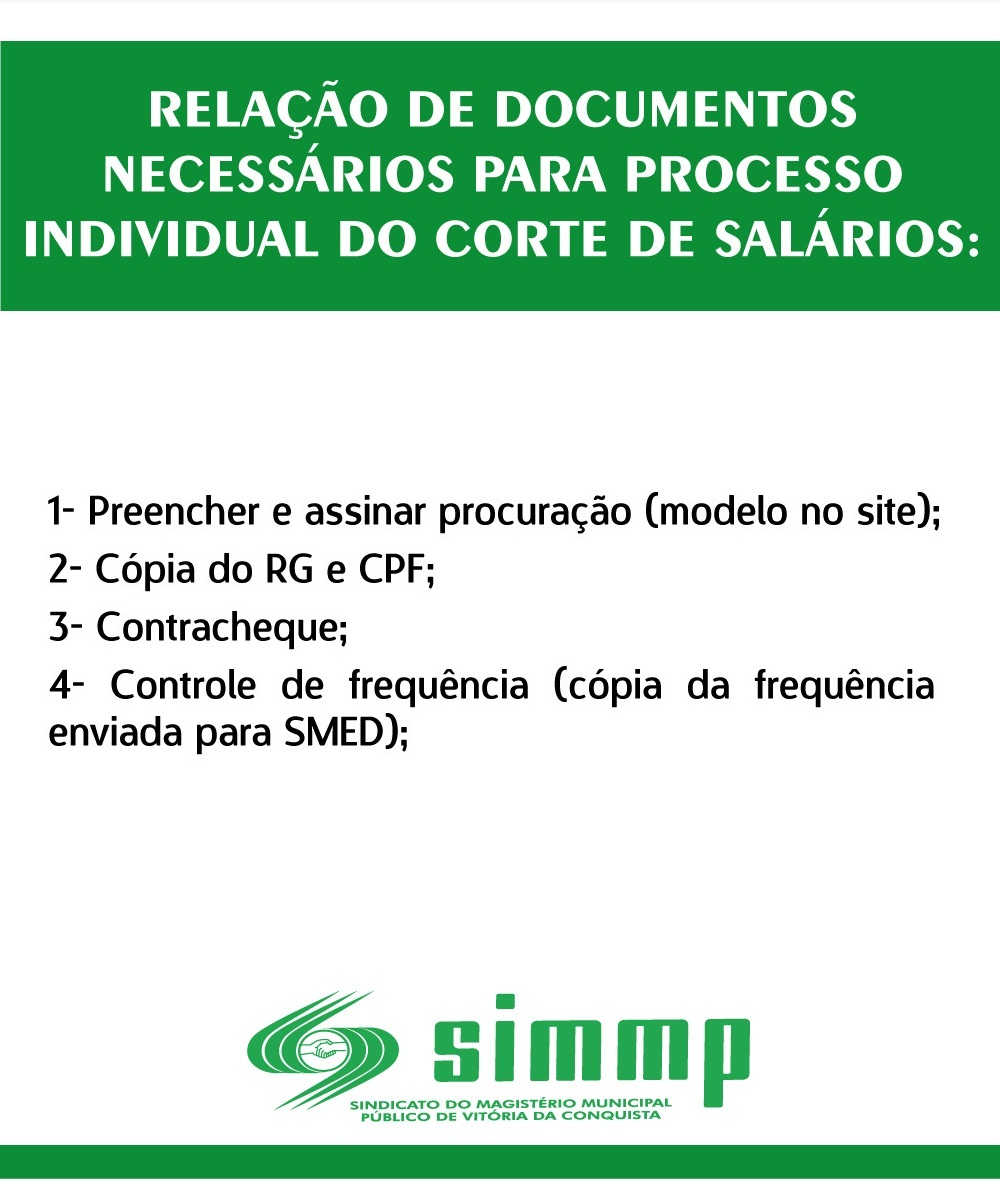 RELAÇÃO DE DOCUMENTOS
NECESSÁRIOS PARA PROCESSO
INDIVIDUAL DO CORTE DE SALÁRIOS:
1- Preencher e assinar procuração (modelo no site);
2- Cópia do RG e CPF;
3- Contracheque;
4- Controle de frequência (cópia da frequência
enviada para SMED);
simmp
SINDICATO DO MAGISTÉRIO MUNICIPAL
PÚBLICO DE VITÓRIA DA CONQUISTA